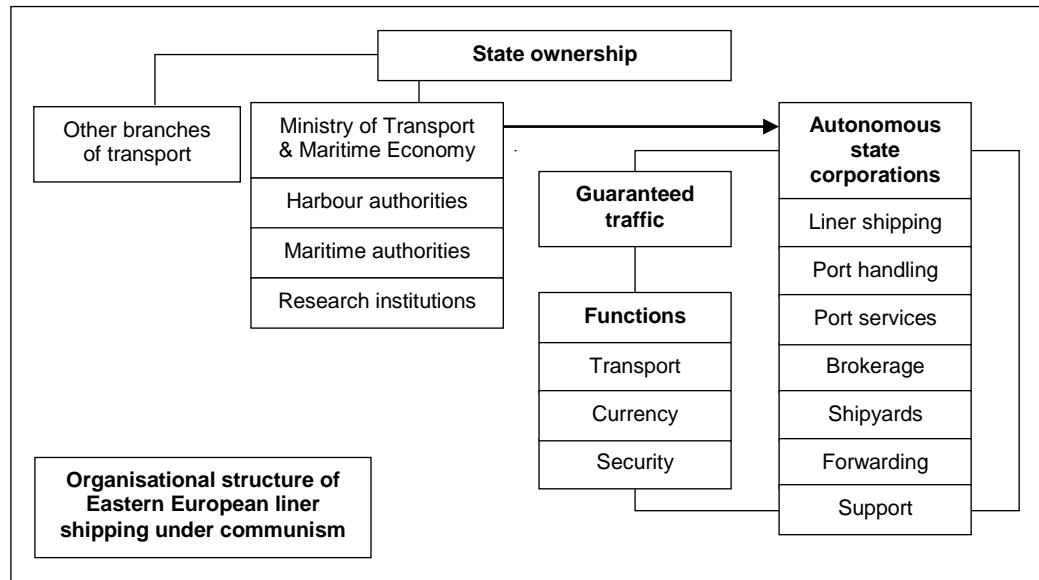 State ownership
Other branches
of transport
Ministry of Transport
& Maritime Economy
Harbour authorities
Maritime authorities
Research institutions
Guaranteed
traffic
Functions
Transport
Currency
Security
Autonomous
state
corporations
Liner shipping
Port handling
Port services
Brokerage
Shipyards
Forwarding
Support
Organisational structure of
Eastern European liner
shipping under communism